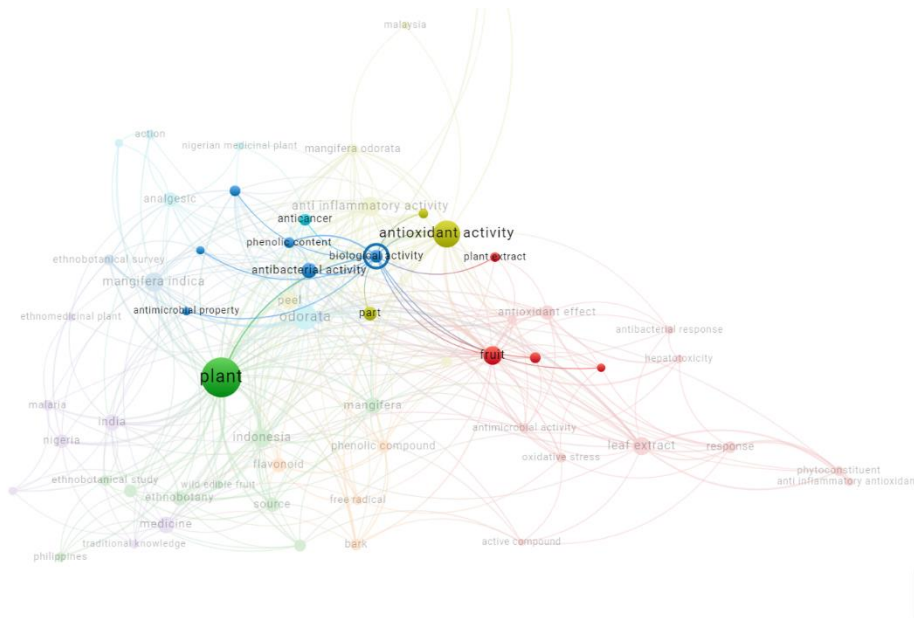 malaysia
action
nigerian medicinal plant
mangifera odorata
analgesic
anti inflammatory activity
anticancer
antioxidant activity
phenolic content
biological activity
plant extract
ethnobotanical survey
antibacterial activity
mangifera indica
peel
antimicrobial property
part
antioxidant effect
ethnomedicinal plant
odorata
antibacterial response
fruit
hepatotoxicity
plant
malaria
mangifera
india
antimicrobial activity
nigeria
indonesia
phenolic compound
leaf extract
response
oxidative stress
flavonoid
phytoconstituent
ethnobotanical study
wild edible fruit
anti inflammatory antioxidan
ethnobotany
free radical
source
medicine
traditional knowledge
bark
active compound
philippines